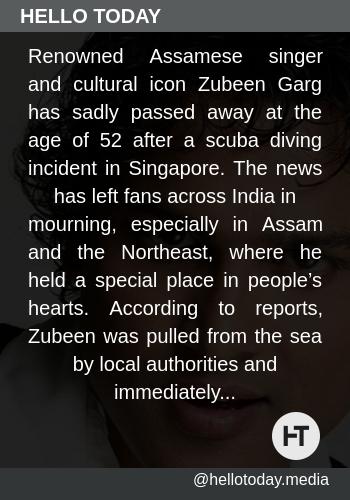 HELLO TODAY
Renowned Assamese singer
and cultural icon Zubeen Garg
has sadly passed away at the
age of 52 after a scuba diving
incident in Singapore. The news
has left fans across India in
mourning, especially in Assam
and the Northeast, where he
held a special place in people’s
hearts. According to reports,
Zubeen was pulled from the sea
by local authorities and
immediately...
HT
@hellotoday.media